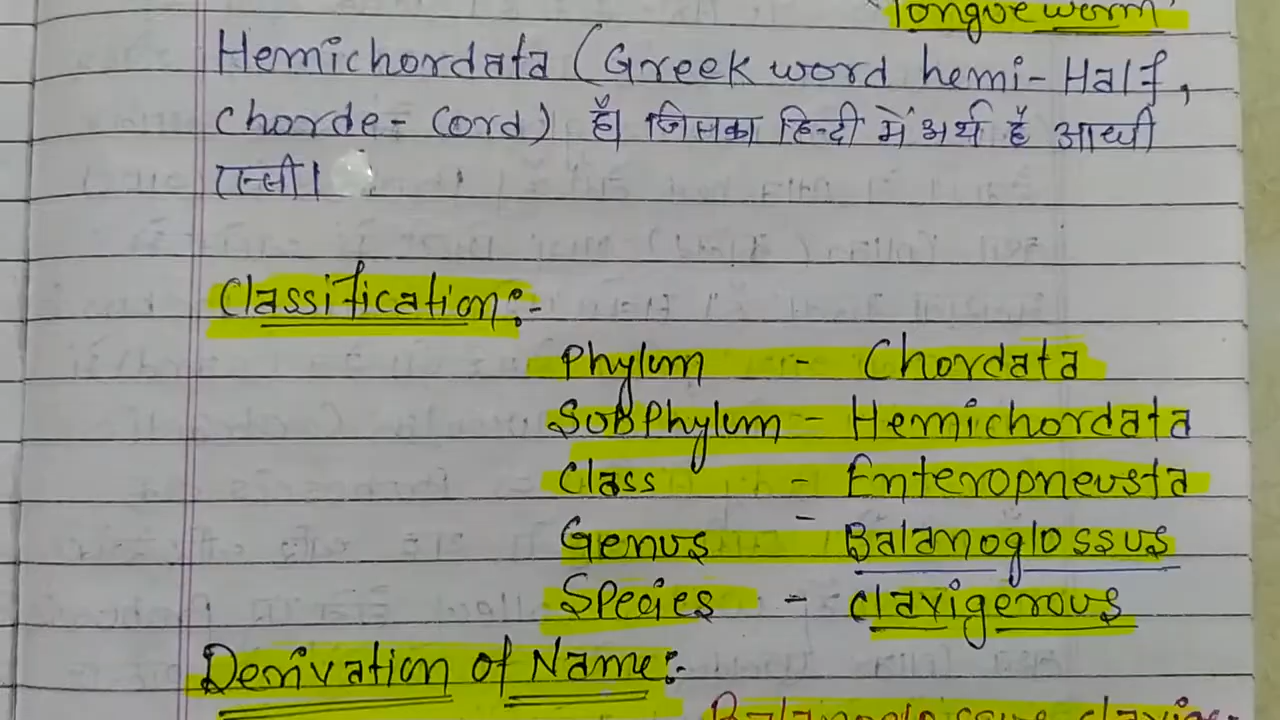 Tongue worm
Hemichordata (Greek word hemi-Half,
Chorde-Cord) है। जिसका हिन्दी में अर्थ है आधी
रस्सी।
Classification:-
Phylum - Chordata
SubPhylum - Hemichordata
Class - Enteropneusta
Genus - Balanoglossus
Species - clavigerous
Derivation of Name:-
Balanoglossus